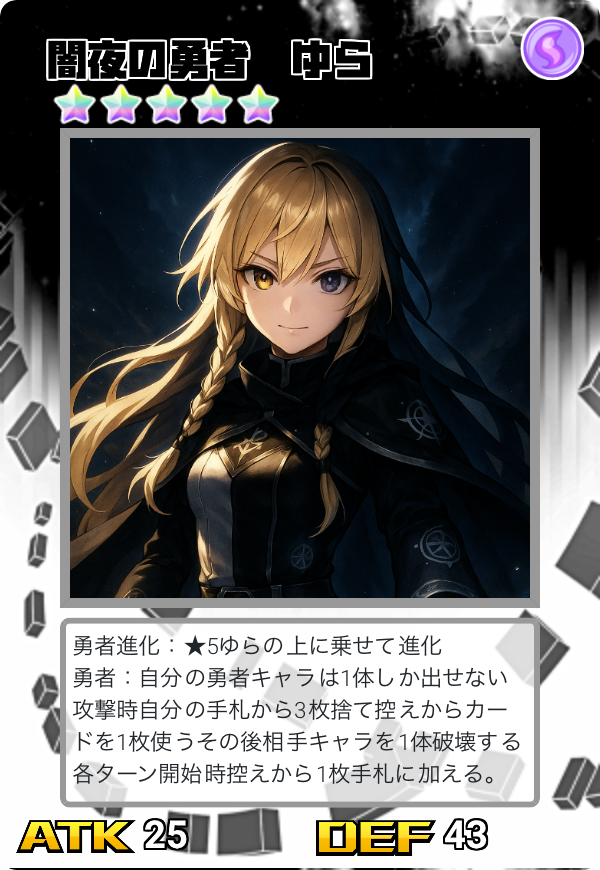 闇夜の勇者　ゆら
勇者進化：★5ゆらの上に乗せて進化
勇者：自分の勇者キャラは1体しか出せない
攻撃時自分の手札から3枚捨て控えからカー
ドを1枚使うその後相手キャラを1体破壊する
各ターン開始時控えから1枚手札に加える。
ATK 25 DEF 43